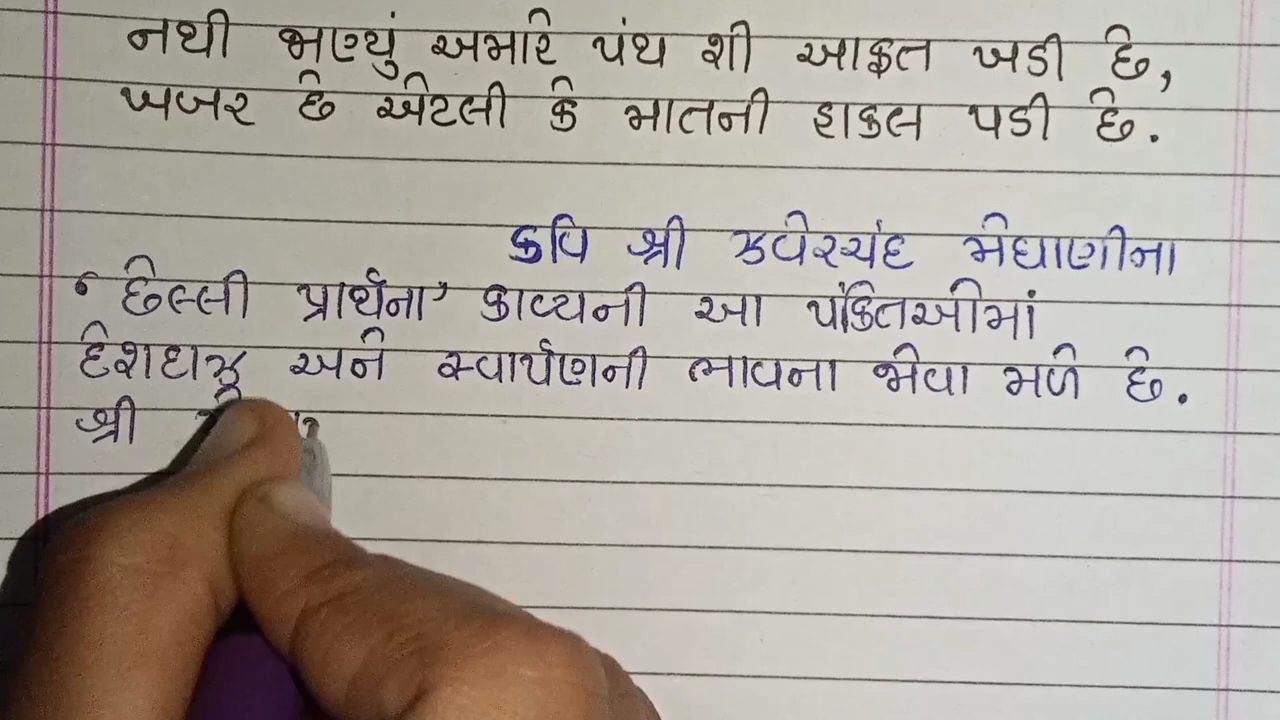 નથી જાણ્યું અમારે પંથ શી આફત ખડી છે,
ખબર છે એટલી કે માતની હાકલ પડી છે.
કવિ શ્રી ઝવેરચંદ મેઘાણીના
‘છેલ્લી પ્રાર્થના’ કાવ્યની આ પંક્તિઓમાં
દેશદાઝ અને સ્વાર્પણની ભાવના જોવા મળે છે.
શ્રી